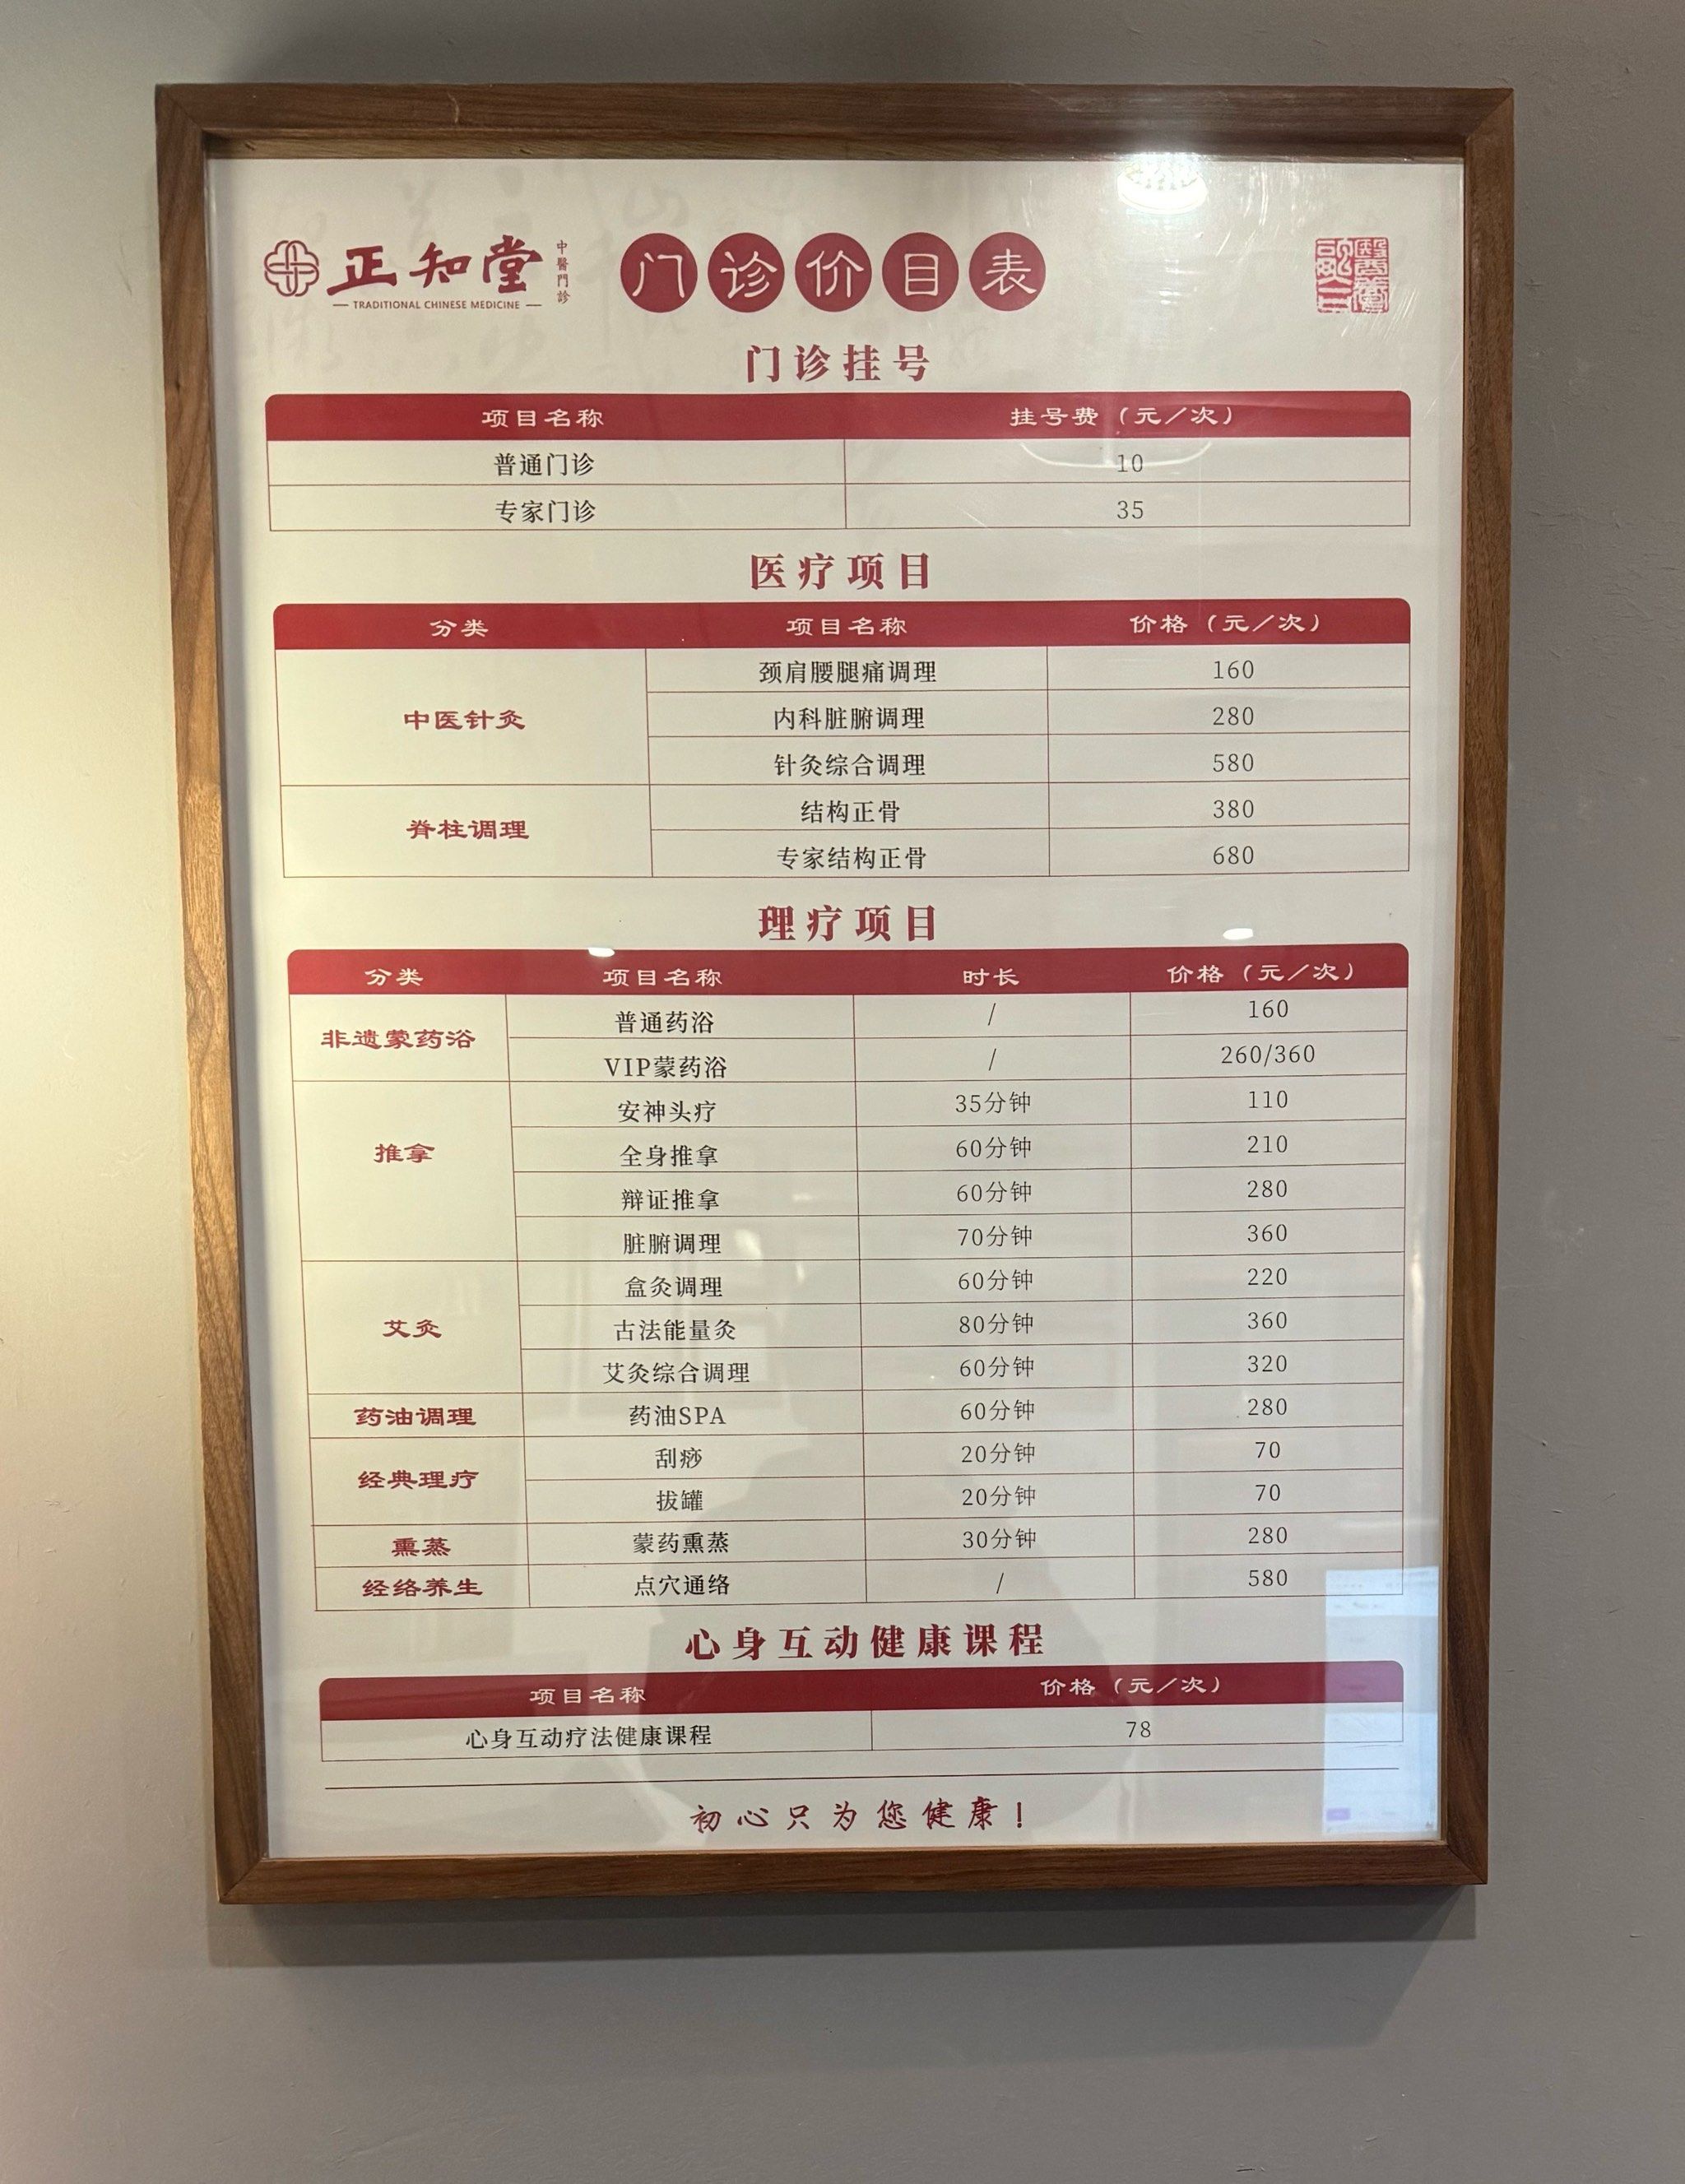 正知堂
中醫門診
TRADITIONAL CHINESE MEDICINE
门诊价目表
门诊挂号
项目名称 挂号费（元/次）
普通门诊 10
专家门诊 35
医疗项目
分类 项目名称 价格（元/次）
中医针灸 颈肩腰腿痛调理 160
内科脏腑调理 280
针灸综合调理 580
脊柱调理 结构正骨 380
专家结构正骨 680
理疗项目
分类 项目名称 时长 价格（元/次）
非遗蒙药浴 普通药浴 / 160
VIP蒙药浴 / 260/360
推拿 安神头疗 35分钟 110
全身推拿 60分钟 210
辩证推拿 60分钟 280
脏腑调理 70分钟 360
艾灸 盒灸调理 60分钟 220
古法能量灸 80分钟 360
艾灸综合调理 60分钟 320
药油调理 药油SPA 60分钟 280
经典理疗 刮痧 20分钟 70
拔罐 20分钟 70
熏蒸 蒙药熏蒸 30分钟 280
经络养生 点穴通络 / 580
心身互动健康课程
项目名称 价格（元/次）
心身互动疗法健康课程 78
初心只为您健康！